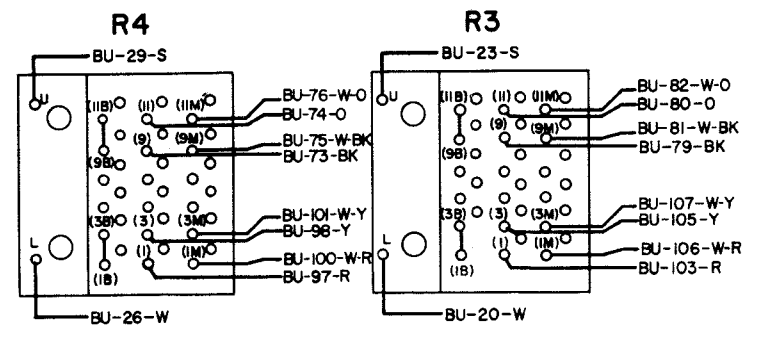 R4
BU-29-S
U
(11B) (11) (11M)
BU-76-W-O
BU-74-O
(9) (9M)
BU-75-W-BK
BU-73-BK
(9B)
(3B) (3) (3M)
BU-101-W-Y
BU-98-Y
L
(1) (1M)
BU-100-W-R
(1B)
BU-97-R
BU-26-W
R3
BU-23-S
U
(11B) (11) (11M)
BU-82-W-O
BU-80-O
(9) (9M)
BU-81-W-BK
BU-79-BK
(9B)
(3B) (3) (3M)
BU-107-W-Y
BU-105-Y
L
(1) (1M)
BU-106-W-R
(1B)
BU-103-R
BU-20-W